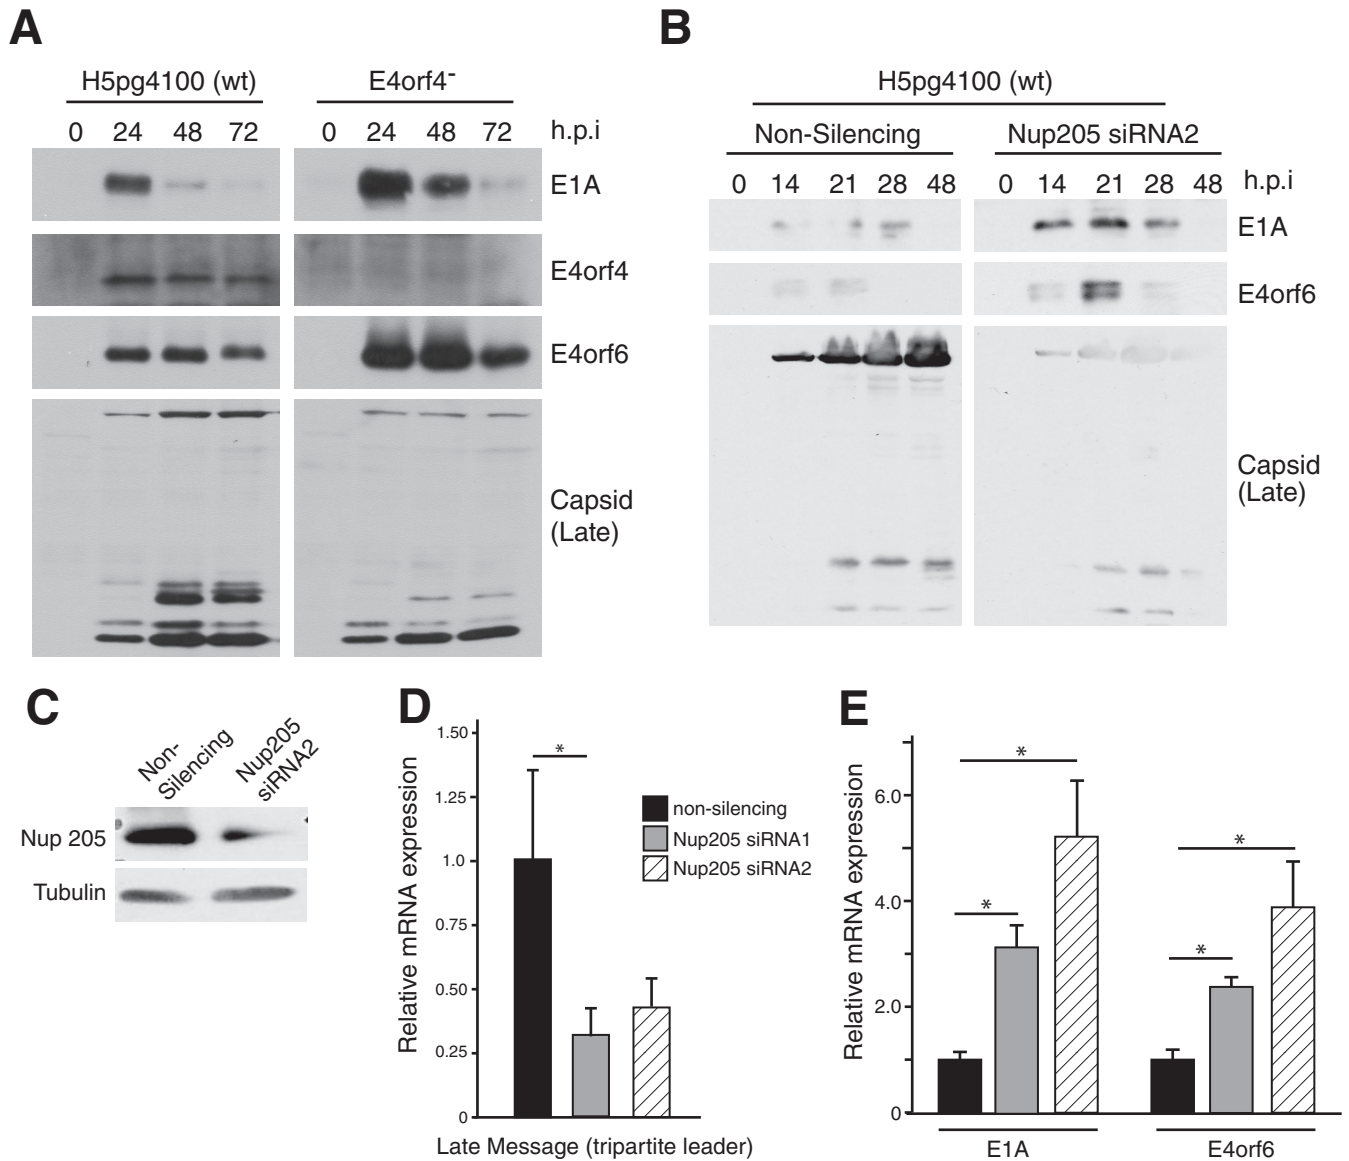 A
H5pg4100 (wt)
E4orf4-
0 24 48 72
0 24 48 72
h.p.i
E1A
E4orf4
E4orf6
Capsid
(Late)
B
H5pg4100 (wt)
Non-Silencing
Nup205 siRNA2
0 14 21 28 48
0 14 21 28 48
h.p.i
E1A
E4orf6
Capsid
(Late)
C
Non-
Silencing
Nup205
siRNA2
Nup 205
Tubulin
D
Relative mRNA expression
1.50
1.25
1.0
0.75
0.50
0.25
0
*
non-silencing
Nup205 siRNA1
Nup205 siRNA2
Late Message (tripartite leader)
E
Relative mRNA expression
6.0
4.0
2.0
0
*
*
*
*
E1A
E4orf6